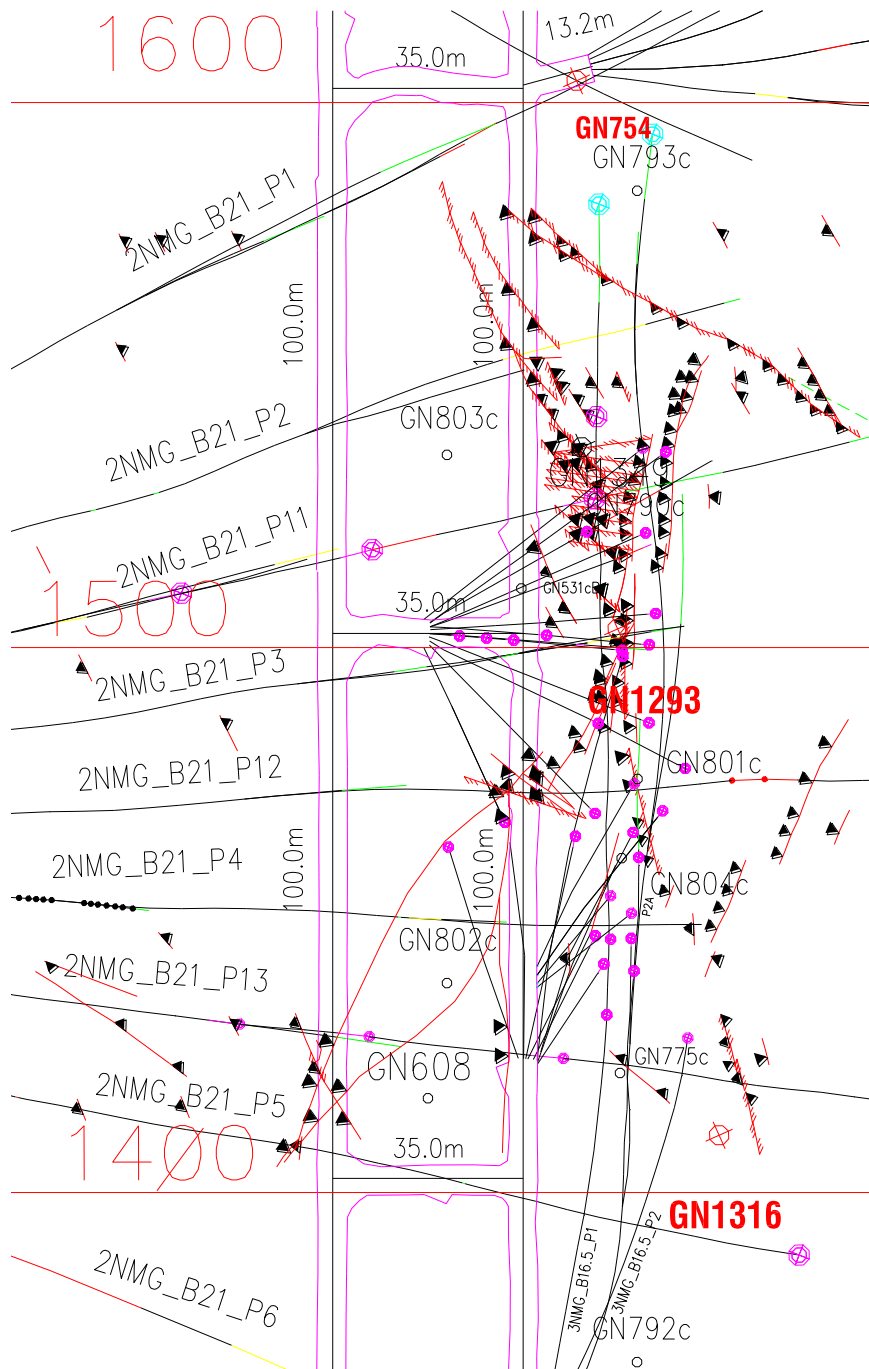 1600
13.2m
35.0m
GN754
GN793c
2NMG_B21_P1
100.0m
100.0m
GN803c
2NMG_B21_P2
2NMG_B21_P11
1500
35.0m
2NMG_B21_P3
GN1293
GN801c
2NMG_B21_P12
2NMG_B21_P4
100.0m
100.0m
GN804c
P2A
GN802c
2NMG_B21_P13
GN775c
GN608
2NMG_B21_P5
1400
35.0m
GN1316
3NMG_B16.5_P1
3NMG_B16.5_P2
2NMG_B21_P6
GN792c